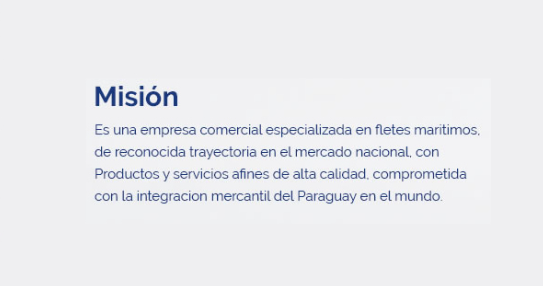 Misión
Es una empresa comercial especializada en fletes maritimos,
de reconocida trayectoria en el mercado nacional, con
Productos y servicios afines de alta calidad, comprometida
con la integracion mercantil del Paraguay en el mundo.